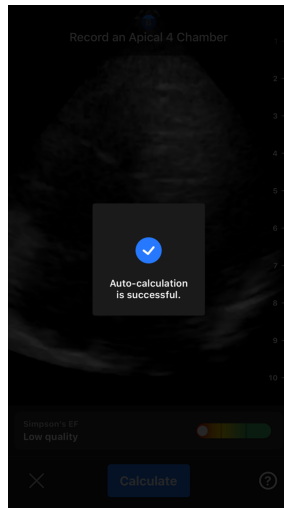 Record an Apical 4 Chamber
2
3
4
5
6
7
8
9
10
Auto-calculation
is successful.
Simpson's EF
Low quality
Calculate
?